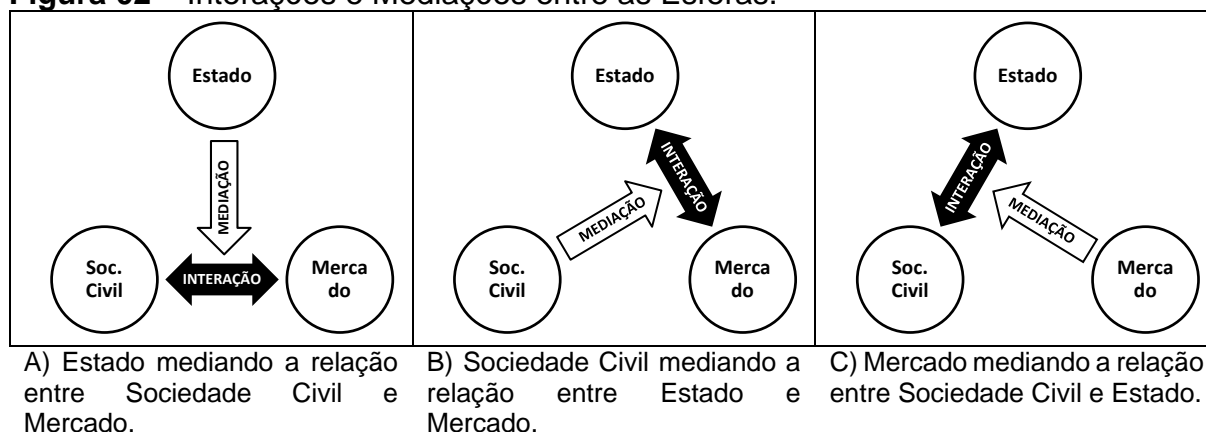 Figura 02 – Interações e Mediações entre as Esferas.
Estado
MEDIAÇÃO
Soc.
Civil
INTERAÇÃO
Merca
do
Estado
INTERAÇÃO
MEDIAÇÃO
Soc.
Civil
Merca
do
Estado
INTERAÇÃO
MEDIAÇÃO
Soc.
Civil
Merca
do
A) Estado mediando a relação
entre Sociedade Civil e
Mercado.
B) Sociedade Civil mediando a
relação entre Estado e
Mercado.
C) Mercado mediando a relação
entre Sociedade Civil e Estado.